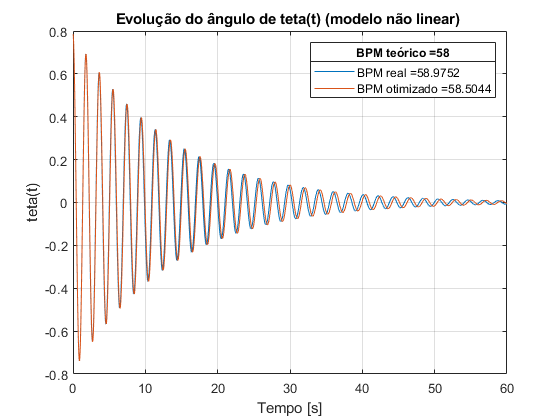 Evolução do ângulo de teta(t) (modelo não linear)
BPM teórico =58
BPM real =58.9752
BPM otimizado =58.5044
teta(t)
0.8
0.6
0.4
0.2
0
-0.2
-0.4
-0.6
-0.8
0 10 20 30 40 50 60
Tempo [s]